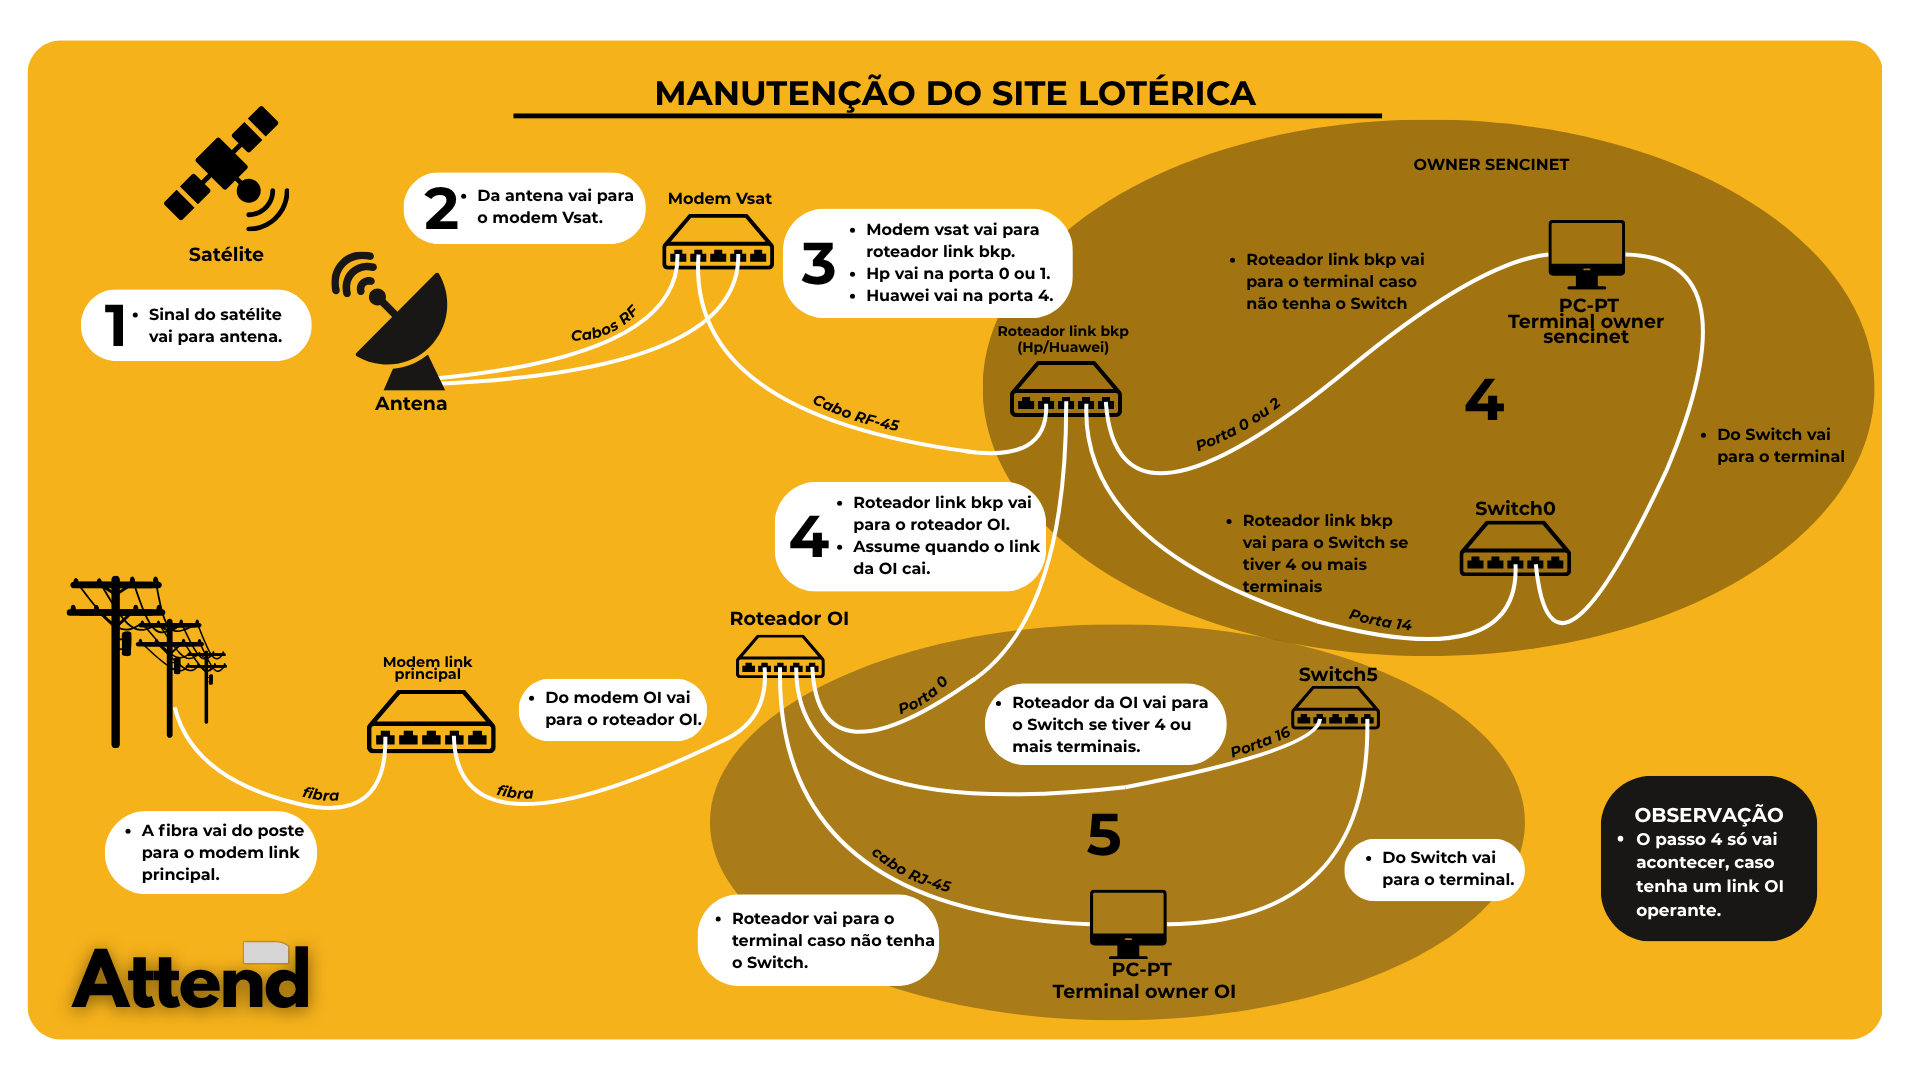 MANUTENÇÃO DO SITE LOTÉRICA
OWNER SENCINET
Satélite
1
• Sinal do satélite
vai para antena.
Antena
2
• Da antena vai para
o modem Vsat.
Cabos RF
Modem Vsat
3
• Modem vsat vai para
roteador link bkp.
• Hp vai na porta 0 ou 1.
• Huawei vai na porta 4.
Cabo RF-45
Roteador link bkp
(Hp/Huawei)
• Roteador link bkp vai
para o terminal caso
não tenha o Switch
Porta 0 ou 2
PC-PT
Terminal owner
sencinet
4
• Do Switch vai
para o terminal
Switch0
• Roteador link bkp
vai para o Switch se
tiver 4 ou mais
terminais
Porta 14
4
• Roteador link bkp vai
para o roteador OI.
• Assume quando o link
da OI cai.
Roteador OI
Porta 0
Modem link
principal
• Do modem OI vai
para o roteador OI.
fibra
fibra
• A fibra vai do poste
para o modem link
principal.
• Roteador da OI vai para
o Switch se tiver 4 ou
mais terminais.
Porta 16
Switch5
5
cabo RJ-45
• Roteador vai para o
terminal caso não tenha
o Switch.
PC-PT
Terminal owner OI
• Do Switch vai
para o terminal.
OBSERVAÇÃO
• O passo 4 só vai
acontecer, caso
tenha um link OI
operante.
Attend